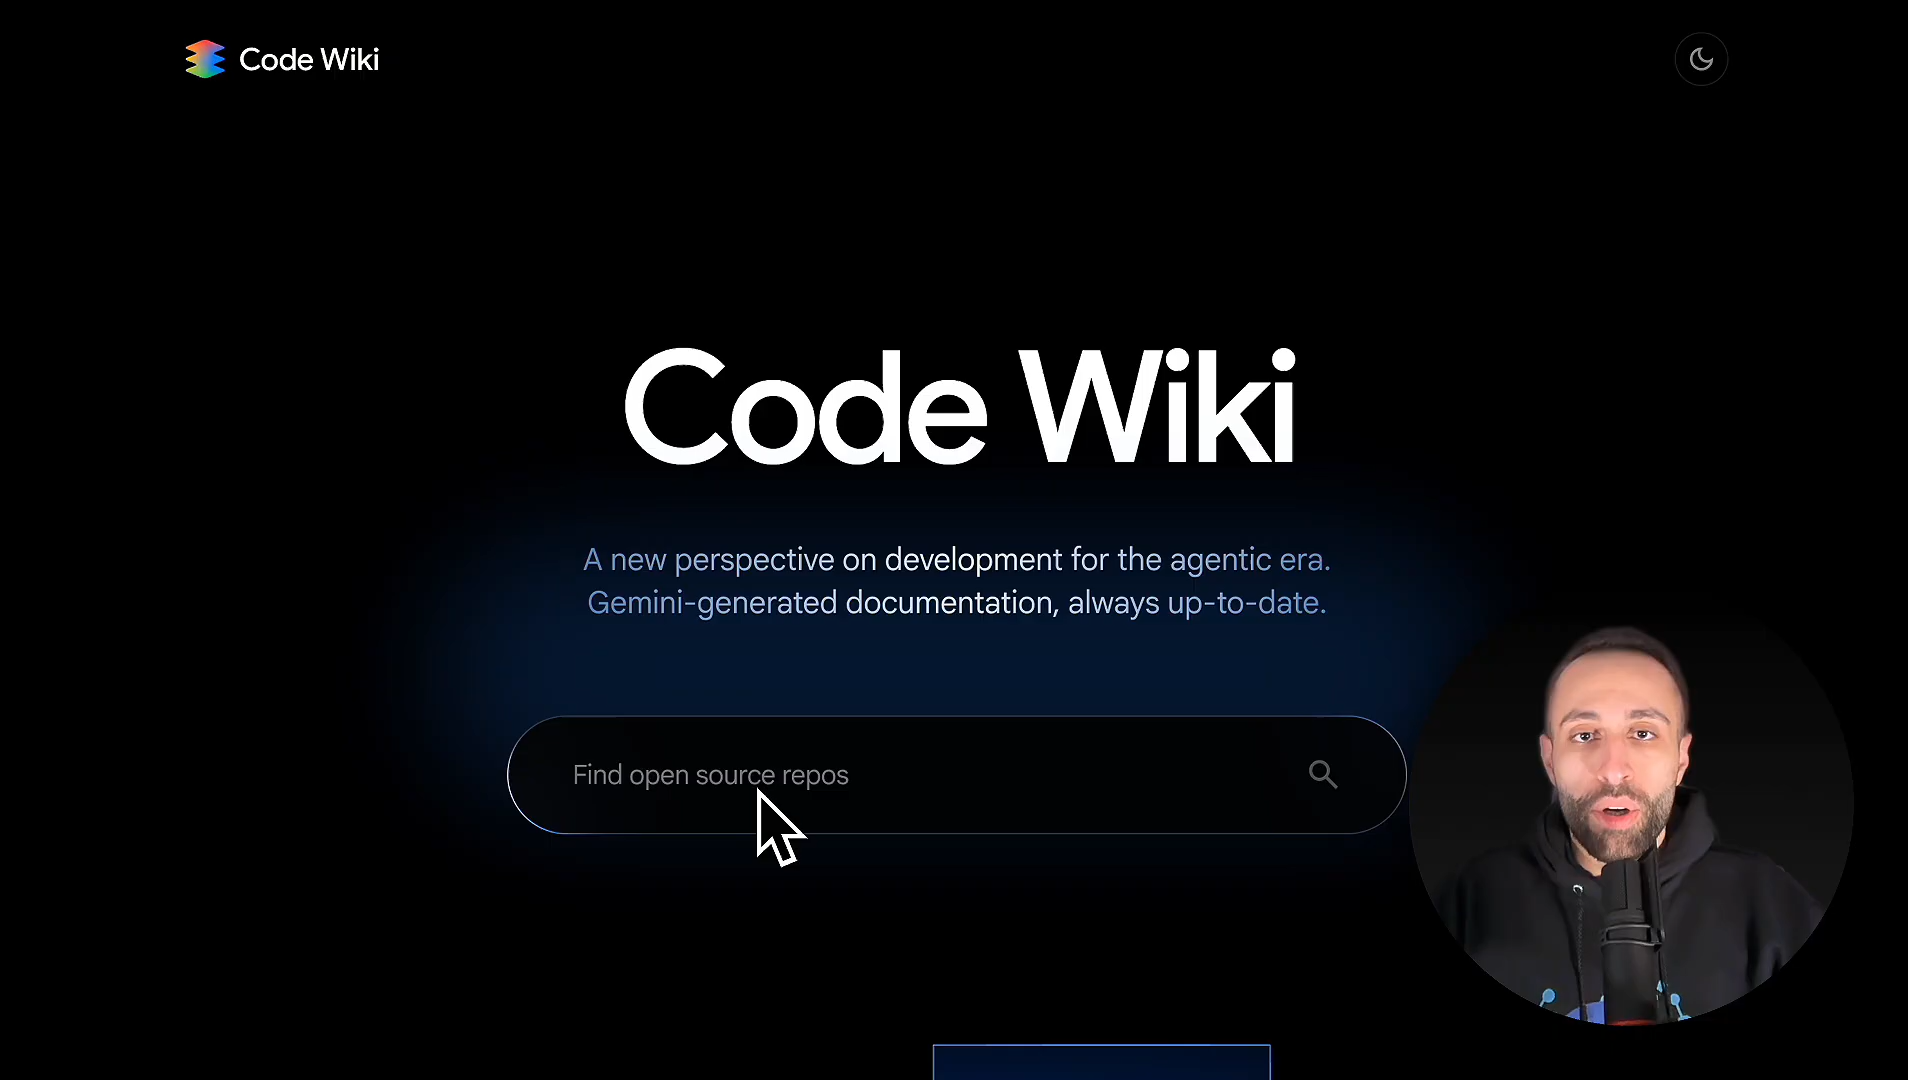 Code Wiki
Code Wiki
A new perspective on development for the agentic era.
Gemini-generated documentation, always up-to-date.
Find open source repos